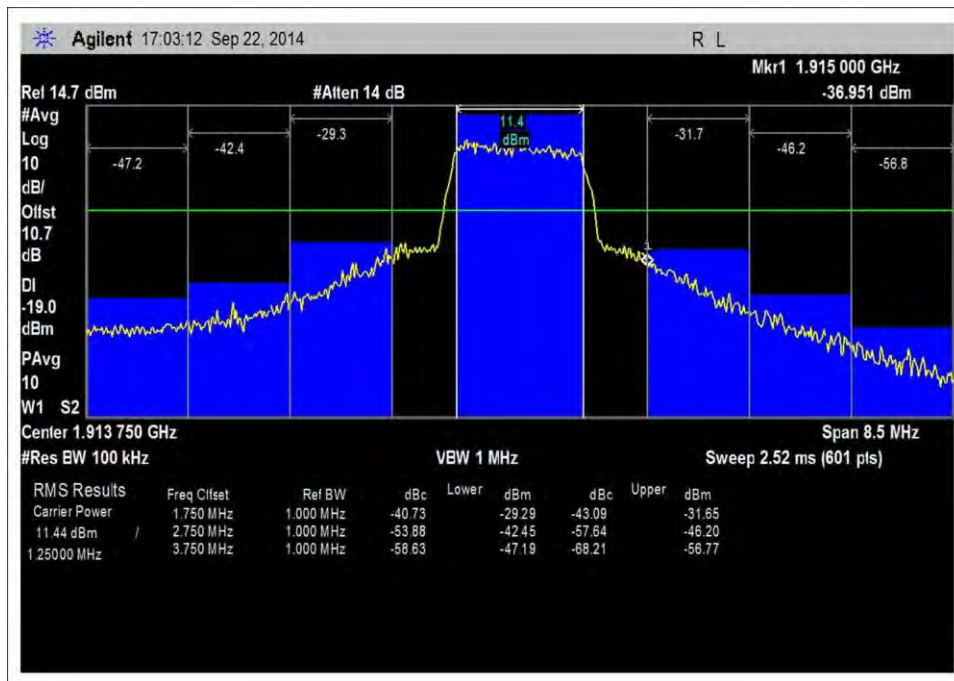 Agilent 17:03:12 Sep 22, 2014 R L
Mkr1 1.915 000 GHz
Rel 14.7 dBm #Atten 14 dB -36.951 dBm
#Avg
Log
10
dB/
Offst
10.7
dB
DI
-19.0
dBm
PAvg
10
W1 S2
-47.2 -42.4 -29.3 11.4 dBm -31.7 -46.2 -56.8
1
Center 1.913 750 GHz Span 8.5 MHz
#Res BW 100 kHz VBW 1 MHz Sweep 2.52 ms (601 pts)
RMS Results Freq Offset Ref BW dBc Lower dBm dBc Upper dBm
Carrier Power 1.750 MHz 1.000 MHz -40.73 -29.29 -43.09 -31.65
11.44 dBm / 2.750 MHz 1.000 MHz -53.88 -42.45 -57.64 -46.20
1.25000 MHz 3.750 MHz 1.000 MHz -58.63 -47.19 -68.21 -56.77